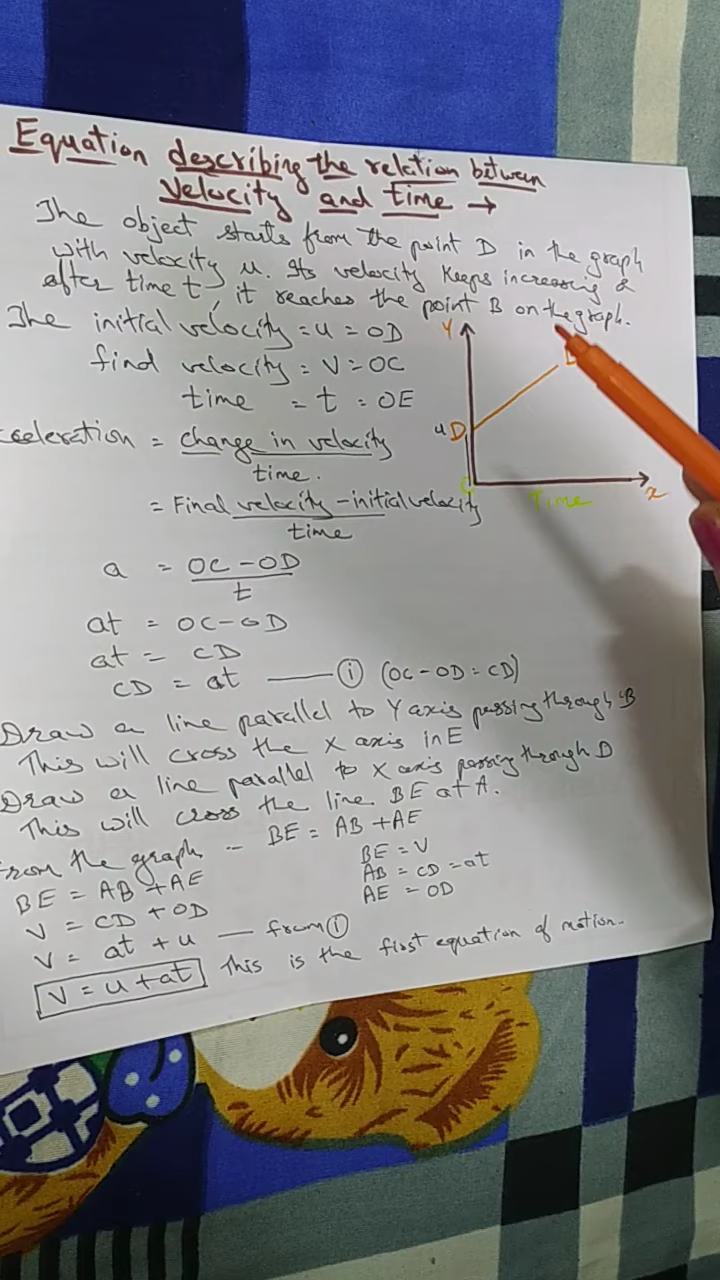 Equation describing the relation between
Velocity and time →
The object starts from the point D in the graph
with velocity u. Its velocity keeps increasing &
after time t, it reaches the point B on the graph.
The initial velocity = u = OD
find velocity = V = OC
time = t = OE
Y
u D
Time
x
celeration = change in velocity
time.
= Final velocity - initial velocity
time
a = OC - OD
t
at = OC - OD
at = CD
CD = at —— (i) (OC - OD = CD)
Draw a line parallel to Y axis passing through B
This will cross the X axis in E
Draw a line parallel to X axis passing through D
This will cross the line BE at A.
rom the graph - BE = AB + AE
BE = AB + AE
V = CD + OD
V = at + u — from (i)
BE = V
AB = CD = at
AE = OD
V = u + at This is the first equation of motion.